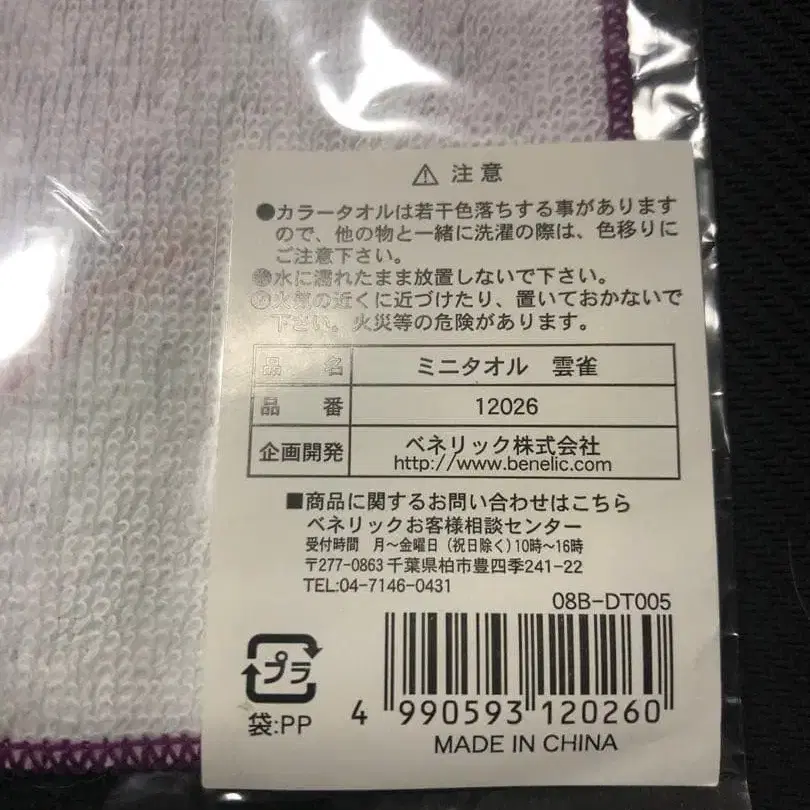 ⚠ 注意
●カラータオルは若干色落ちする事があります
ので、他の物と一緒に洗濯の際は、色移りに
ご注意下さい。
●水に濡れたまま放置しないで下さい。
●火気の近くに近づけたり、置いておかないで
下さい。火災等の危険があります。
品名 ミニタオル 雲雀
品番 12026
企画開発 ベネリック株式会社
http://www.benelic.com
■商品に関するお問い合わせはこちら
ベネリックお客様相談センター
受付時間 月〜金曜日(祝日除く)10時〜16時
〒277-0863 千葉県柏市豊四季241-22
TEL:04-7146-0431
08B-DT005
プラ
袋:PP
4 990593 120260
MADE IN CHINA